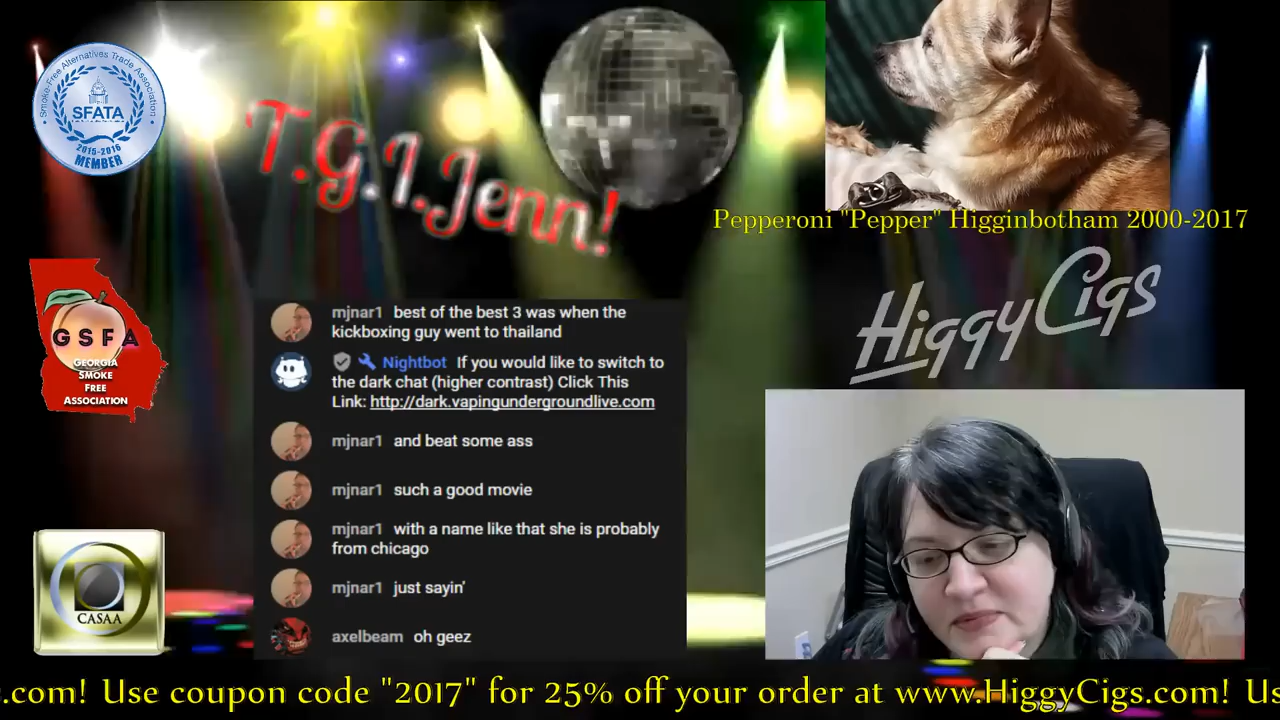 Smoke-Free Alternatives Trade Association
SFATA
2015-2016
MEMBER
T.G.I.Jenn!
Pepperoni "Pepper" Higginbotham 2000-2017
HiggyCigs
GSFA
GEORGIA
SMOKE
FREE
ASSOCIATION
CASAA
mjnar1 best of the best 3 was when the
kickboxing guy went to thailand
Nightbot If you would like to switch to
the dark chat (higher contrast) Click This
Link: http://dark.vapingundergroundlive.com
mjnar1 and beat some ass
mjnar1 such a good movie
mjnar1 with a name like that she is probably
from chicago
mjnar1 just sayin'
axelbeam oh geez
s.com! Use coupon code "2017" for 25% off your order at www.HiggyCigs.com! Us